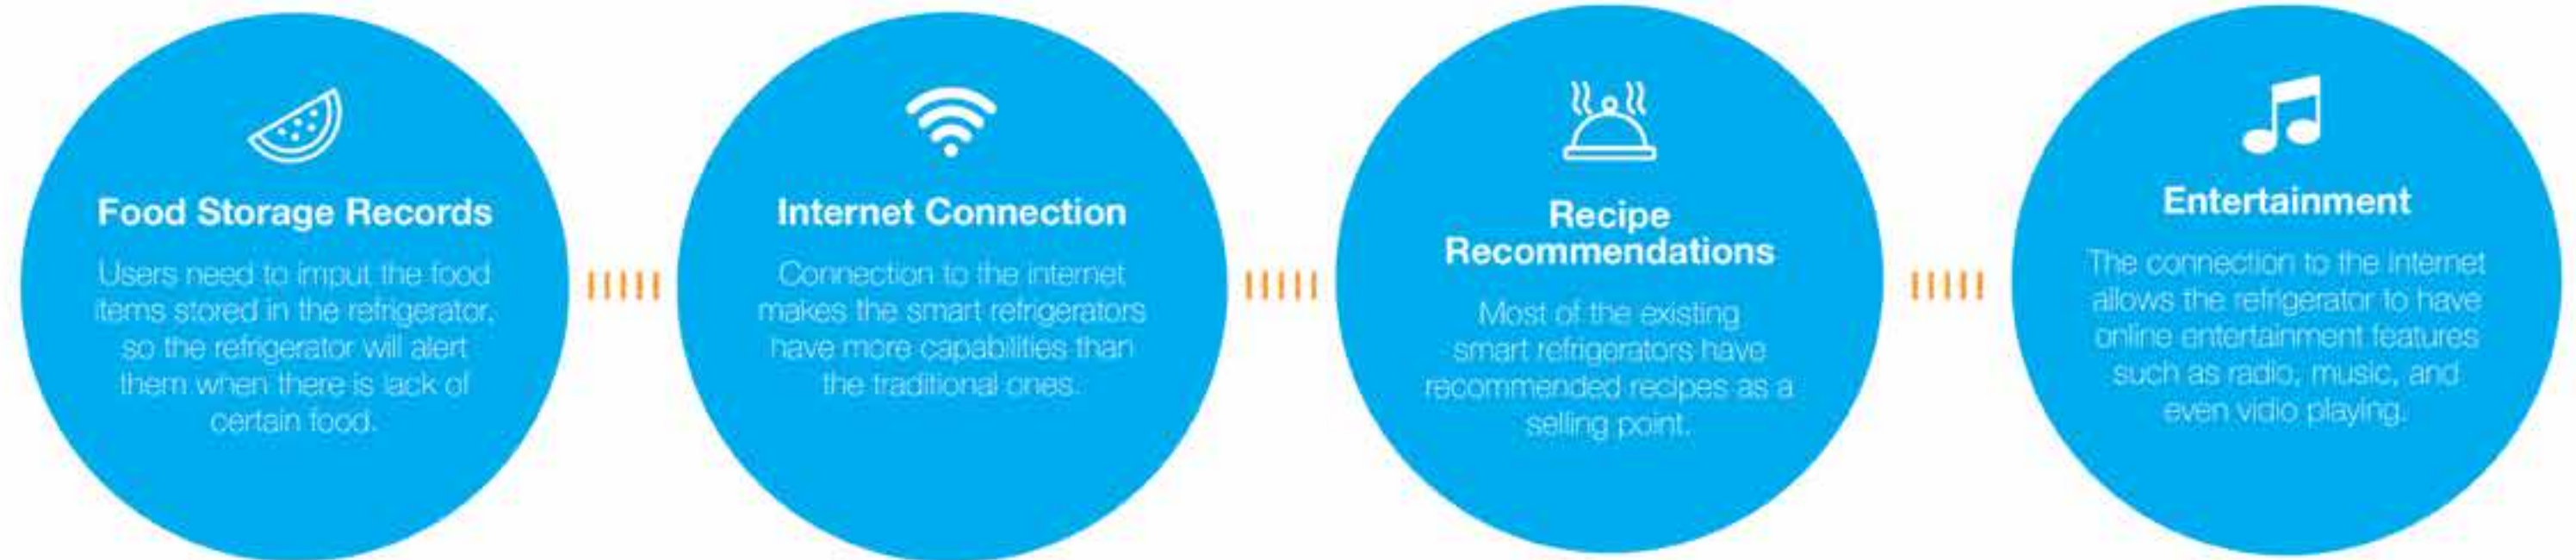 Food Storage Records
Users need to imput the food
items stored in the refrigerator,
so the refrigerator will alert
them when there is lack of
certain food.
Internet Connection
Connection to the internet
makes the smart refrigerators
have more capabilities than
the traditional ones.
Recipe
Recommendations
Most of the existing
smart refrigerators have
recommended recipes as a
selling point.
Entertainment
The connection to the Internet
allows the refrigerator to have
online entertainment features
such as radio, music, and
even vidio playing.